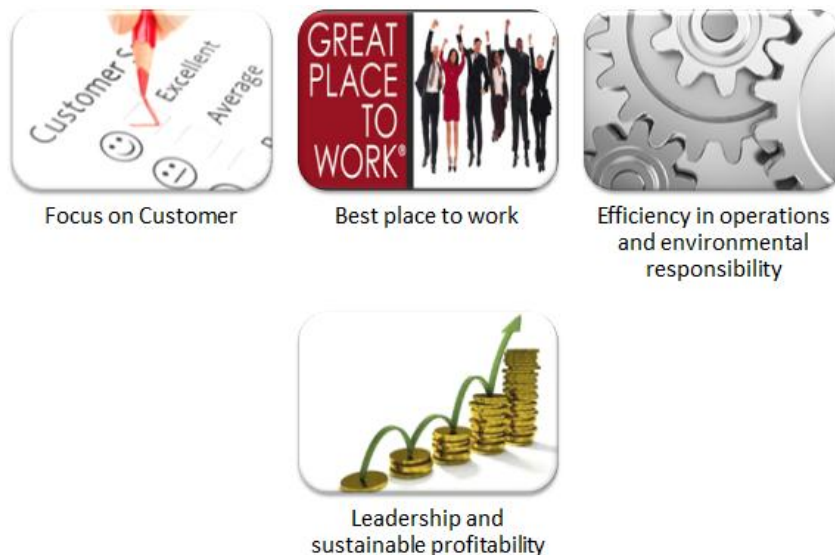 Customer S
Excellent
Average
GREAT
PLACE
TO
WORK®
Focus on Customer
Best place to work
Efficiency in operations
and environmental
responsibility
Leadership and
sustainable profitability